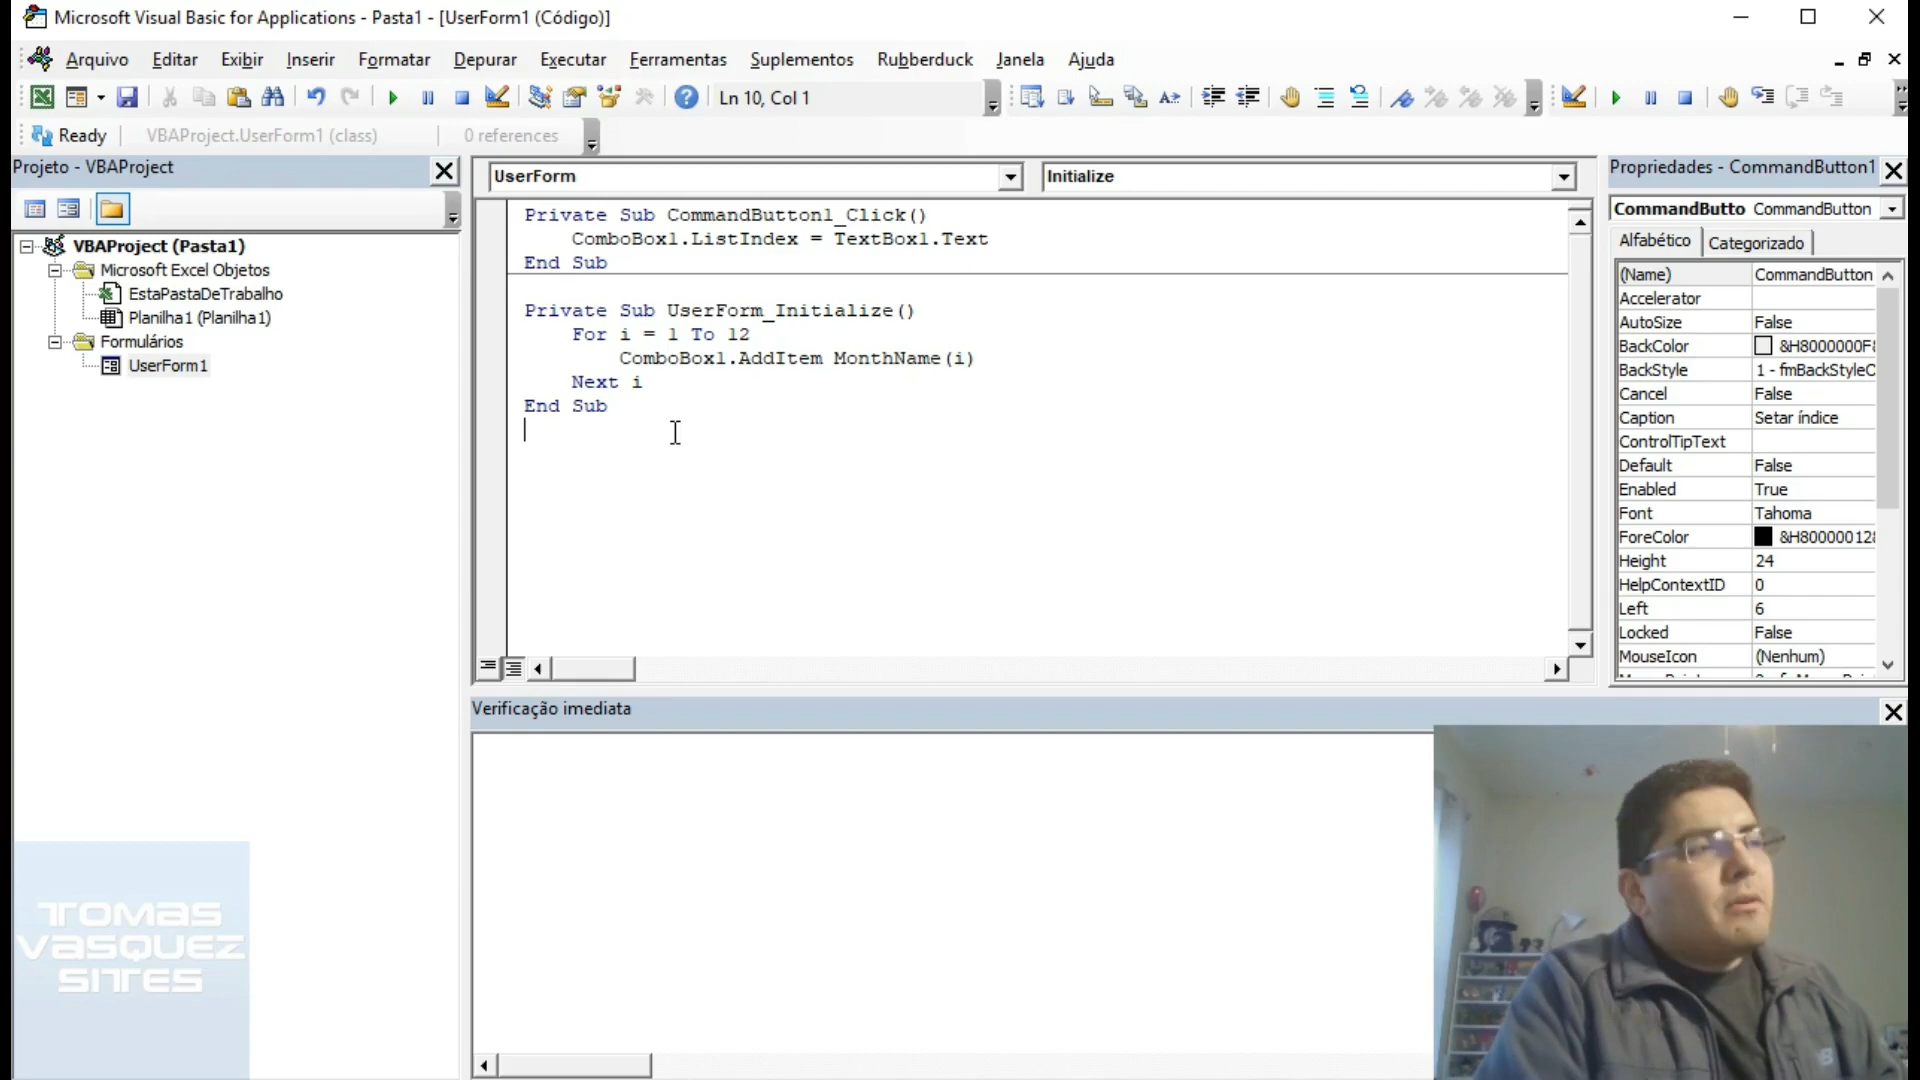 Microsoft Visual Basic for Applications - Pasta1 - [UserForm1 (Código)]
Arquivo Editar Exibir Inserir Formatar Depurar Executar Ferramentas Suplementos Rubberduck Janela Ajuda
Ln 10, Col 1
Ready VBAProject.UserForm1 (class) 0 references
Projeto - VBAProject
VBAProject (Pasta1)
Microsoft Excel Objetos
EstaPastaDeTrabalho
Planilha1 (Planilha1)
Formulários
UserForm1
UserForm Initialize
Private Sub CommandButton1_Click()
ComboBox1.ListIndex = TextBox1.Text
End Sub
Private Sub UserForm_Initialize()
For i = 1 To 12
ComboBox1.AddItem MonthName(i)
Next i
End Sub
Propriedades - CommandButton1
CommandButto CommandButton
Alfabético Categorizado
(Name) CommandButton
Accelerator
AutoSize False
BackColor &H8000000F
BackStyle 1 - fmBackStyleO
Cancel False
Caption Setar índice
ControlTipText
Default False
Enabled True
Font Tahoma
ForeColor &H8000012
Height 24
HelpContextID 0
Left 6
Locked False
MouseIcon (Nenhum)
Verificação imediata
TOMAS
VASQUEZ
SITES